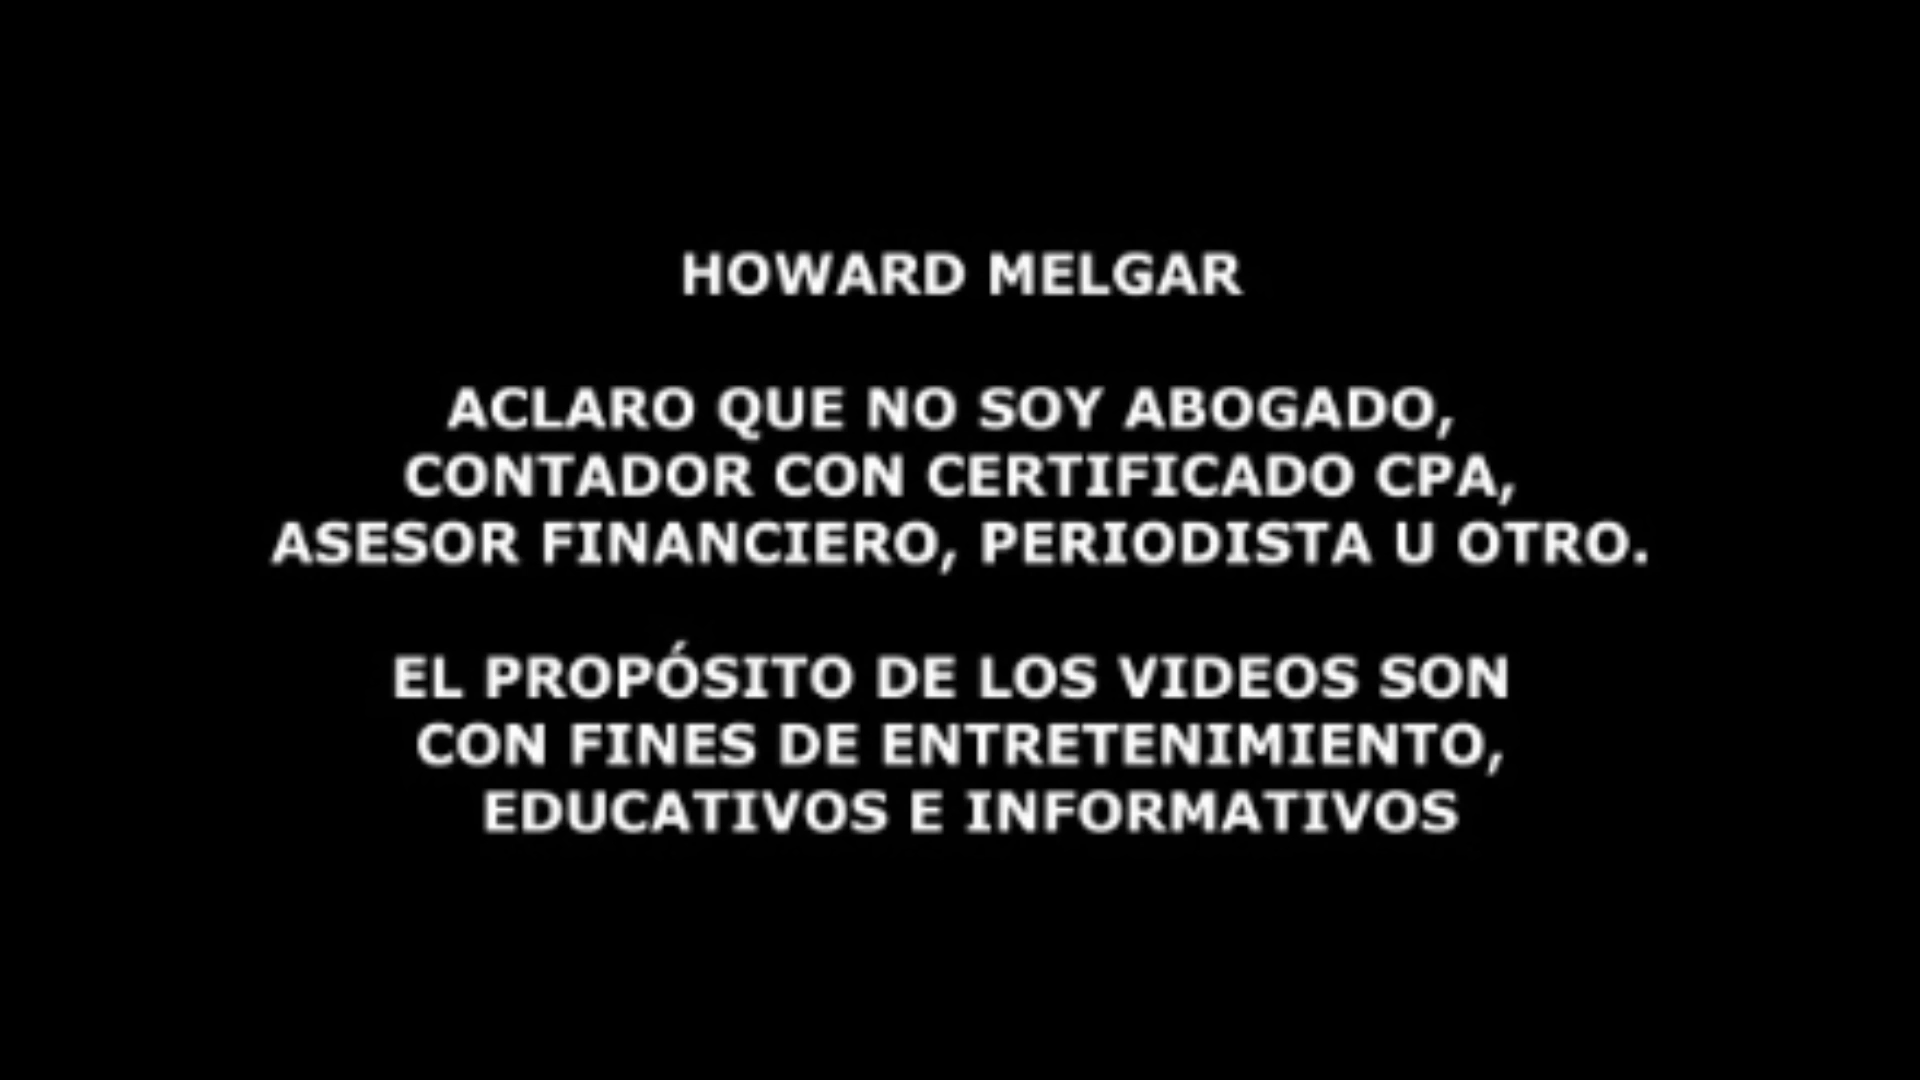 HOWARD MELGAR
ACLARO QUE NO SOY ABOGADO,
CONTADOR CON CERTIFICADO CPA,
ASESOR FINANCIERO, PERIODISTA U OTRO.
EL PROPÓSITO DE LOS VIDEOS SON
CON FINES DE ENTRETENIMIENTO,
EDUCATIVOS E INFORMATIVOS